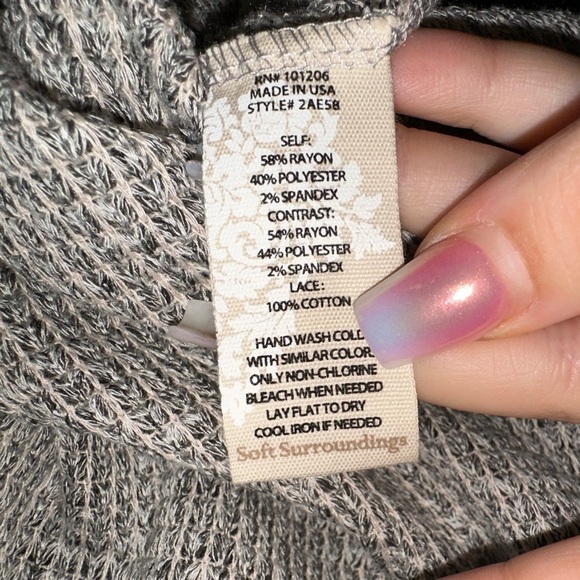 RN# 101206
MADE IN USA
STYLE# 2AE58
SELF:
58% RAYON
40% POLYESTER
2% SPANDEX
CONTRAST:
54% RAYON
44% POLYESTER
2% SPANDEX
LACE:
100% COTTON
HAND WASH COLD
WITH SIMILAR COLORS
ONLY NON-CHLORINE
BLEACH WHEN NEEDED
LAY FLAT TO DRY
COOL IRON IF NEEDED
Soft Surroundings